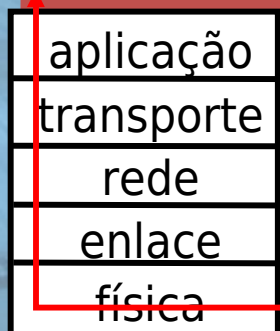 aplicação
transporte
rede
enlace
física